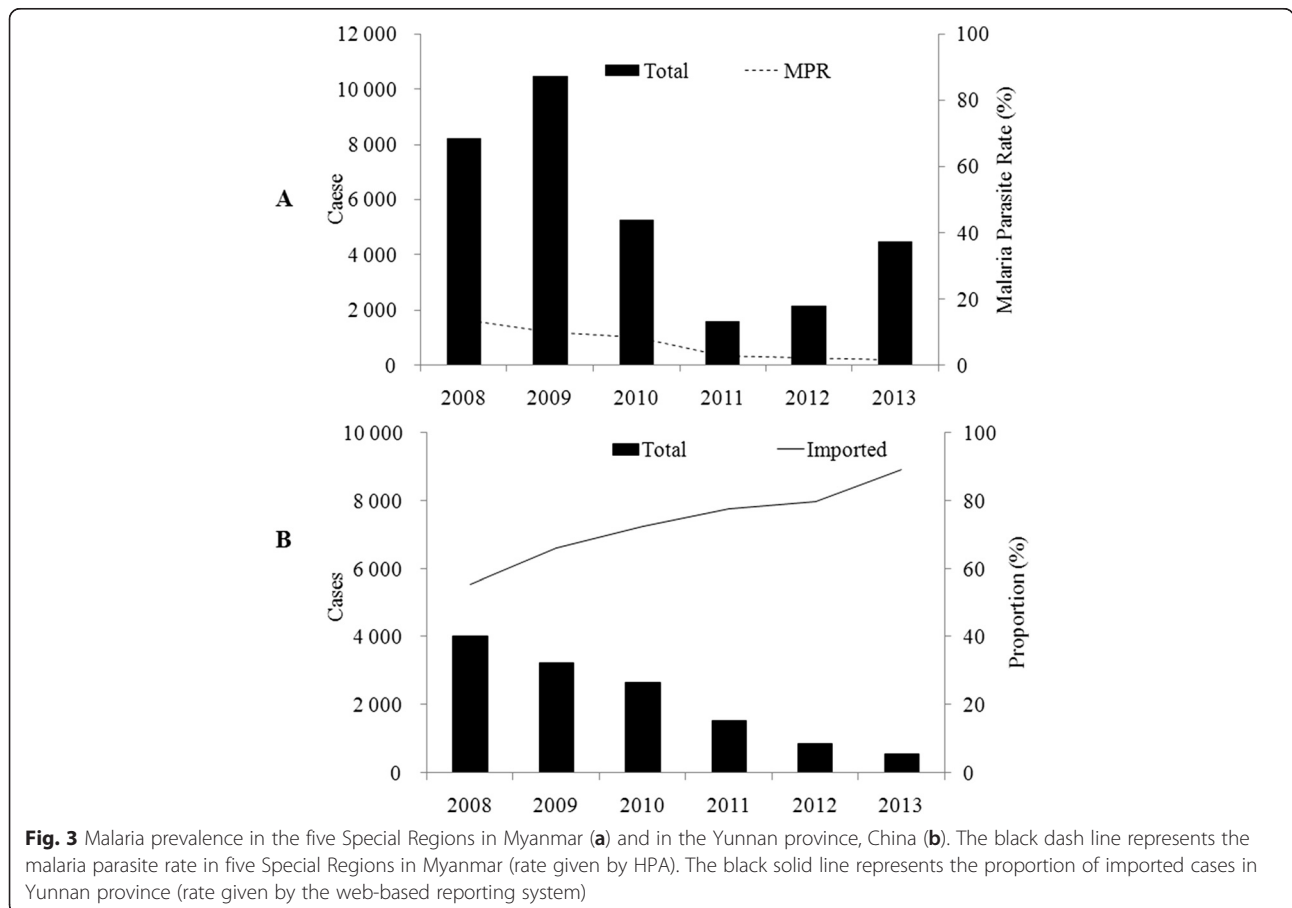 12 000
10 000
8 000
6 000
4 000
2 000
0
Caese
A
Total MPR
100
80
60
40
20
0
Malaria Parasite Rate (%)
2008 2009 2010 2011 2012 2013
10 000
8 000
6 000
4 000
2 000
0
Cases
B
Total Imported
100
80
60
40
20
0
Proportion (%)
2008 2009 2010 2011 2012 2013
Fig. 3 Malaria prevalence in the five Special Regions in Myanmar (a) and in the Yunnan province, China (b). The black dash line represents the
malaria parasite rate in five Special Regions in Myanmar (rate given by HPA). The black solid line represents the proportion of imported cases in
Yunnan province (rate given by the web-based reporting system)